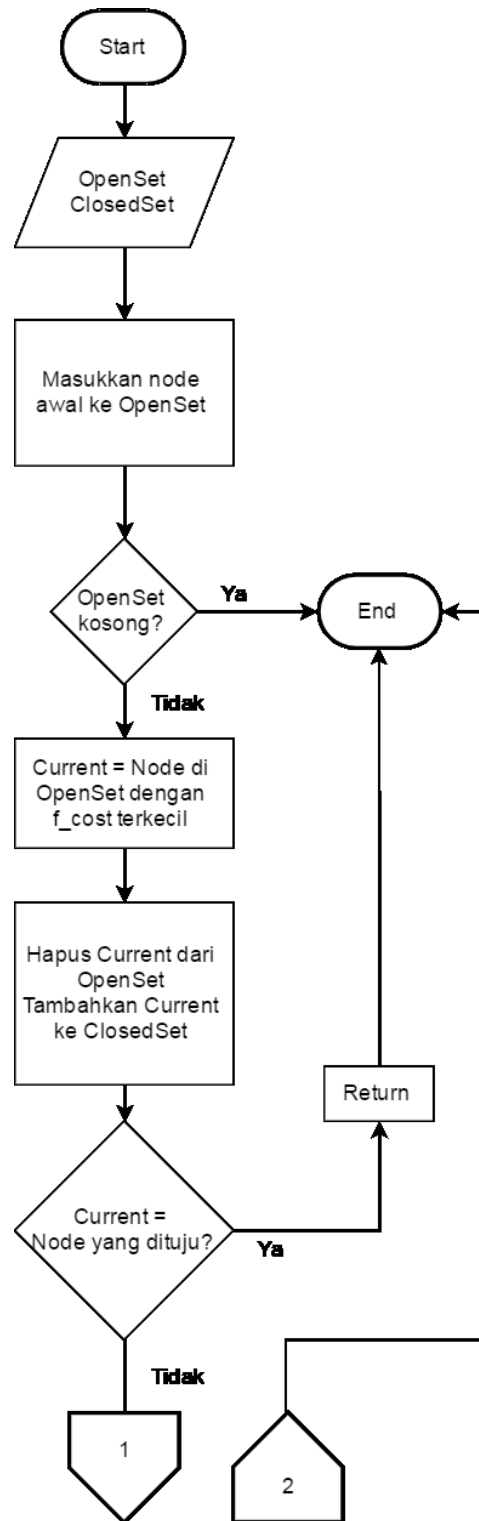 Start
OpenSet
ClosedSet
Masukkan node
awal ke OpenSet
OpenSet
kosong?
Ya
End
Tidak
Current = Node di
OpenSet dengan
f_cost terkecil
Hapus Current dari
OpenSet
Tambahkan Current
ke ClosedSet
Return
Current =
Node yang dituju?
Ya
Tidak
1
2